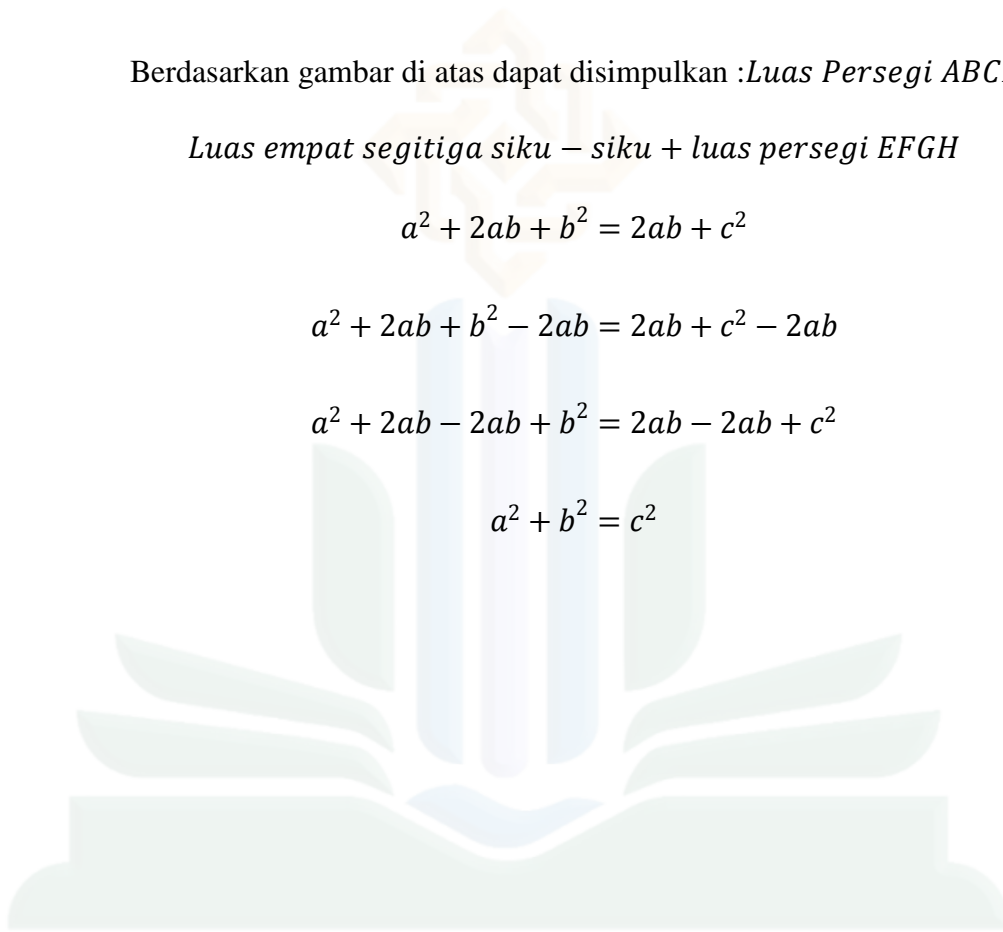 Berdasarkan gambar di atas dapat disimpulkan :Luas Persegi ABC
Luas empat segitiga siku − siku + luas persegi EFGH
a² + 2ab + b² = 2ab + c²
a² + 2ab + b² − 2ab = 2ab + c² − 2ab
a² + 2ab − 2ab + b² = 2ab − 2ab + c²
a² + b² = c²